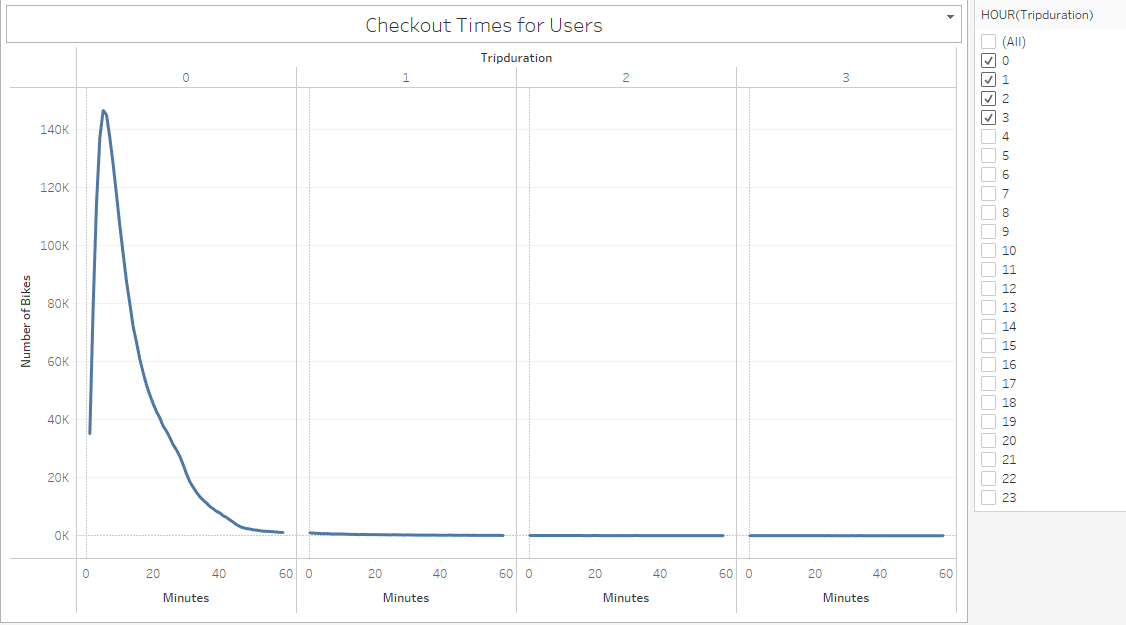 Checkout Times for Users
Tripduration
0 1 2 3
Number of Bikes
140K
120K
100K
80K
60K
40K
20K
0K
0 20 40 60 0 20 40 60 0 20 40 60 0 20 40 60
Minutes Minutes Minutes Minutes
HOUR(Tripduration)
(All)
0
1
2
3
4
5
6
7
8
9
10
11
12
13
14
15
16
17
18
19
20
21
22
23